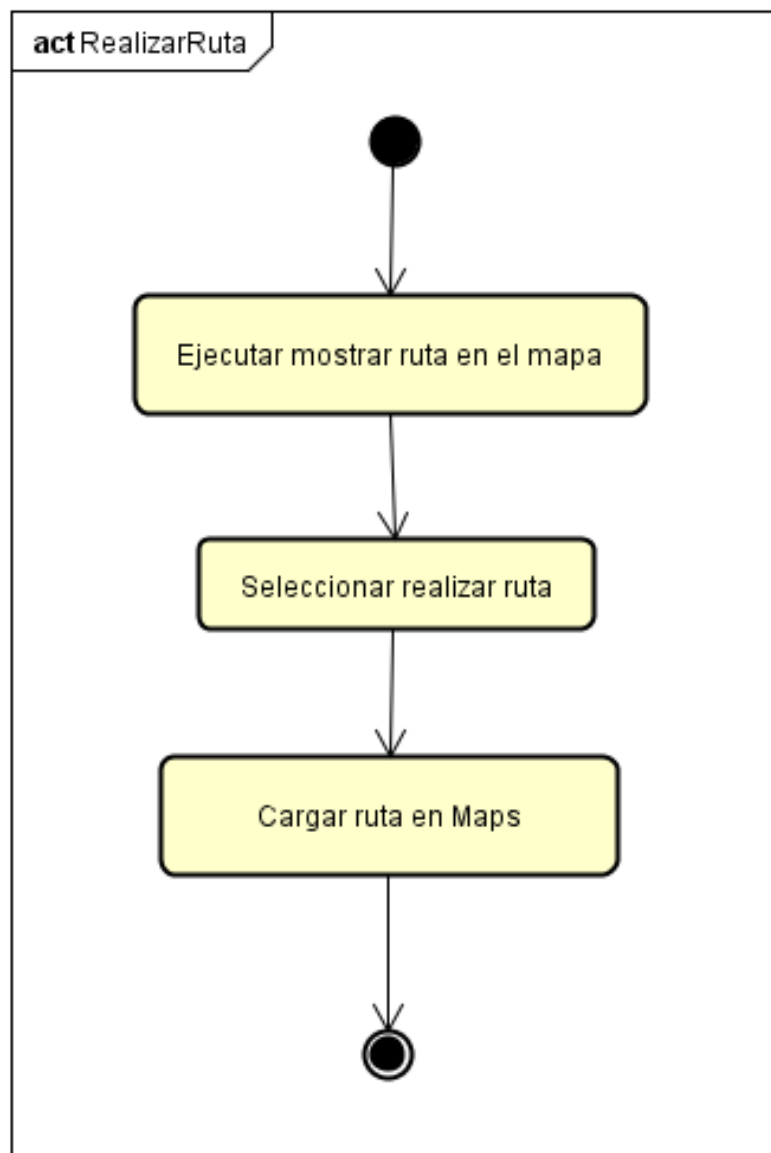 act RealizarRuta
Ejecutar mostrar ruta en el mapa
Seleccionar realizar ruta
Cargar ruta en Maps